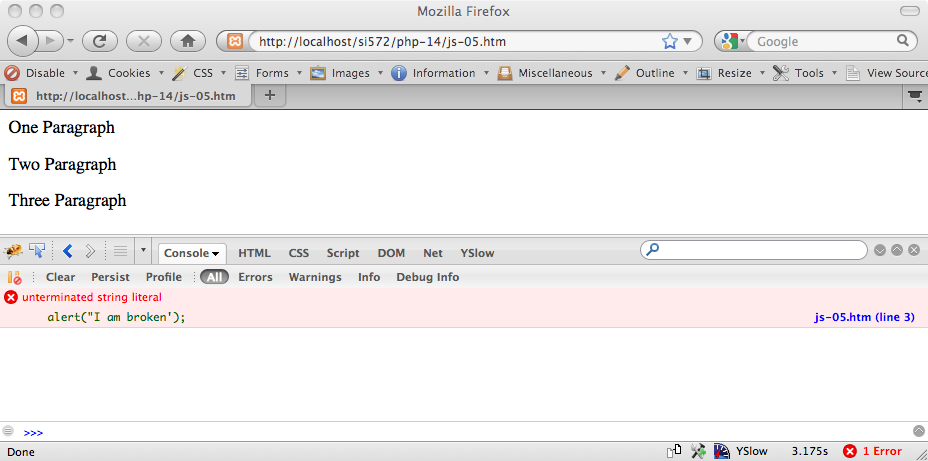 Mozilla Firefox
http://localhost/si572/php-14/js-05.htm
Google
Disable Cookies CSS Forms Images Information Miscellaneous Outline Resize Tools View Source
http://localhost...hp-14/js-05.htm
One Paragraph
Two Paragraph
Three Paragraph
Console HTML CSS Script DOM Net YSlow
Clear Persist Profile All Errors Warnings Info Debug Info
unterminated string literal
alert("I am broken'); js-05.htm (line 3)
>>>
Done YSlow 3.175s 1 Error